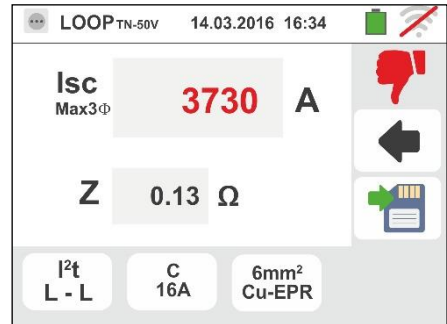 LOOP TN-50V 14.03.2016 16:34
Isc 3730 A
Max3Φ
Z 0.13 Ω
I²t C 6mm²
L - L 16A Cu-EPR